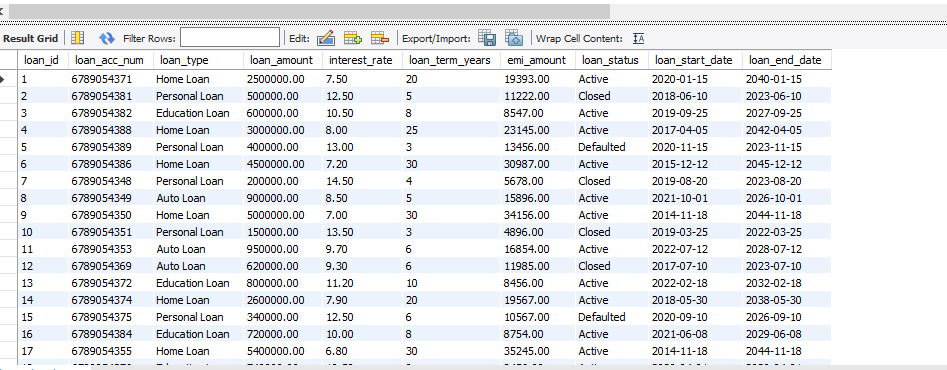 Result Grid Filter Rows: Edit: Export/Import: Wrap Cell Content:
loan_id loan_acc_num loan_type loan_amount interest_rate loan_term_years emi_amount loan_status loan_start_date loan_end_date
1 6789054371 Home Loan 2500000.00 7.50 20 19393.00 Active 2020-01-15 2040-01-15
2 6789054381 Personal Loan 500000.00 12.50 5 11222.00 Closed 2018-06-10 2023-06-10
3 6789054382 Education Loan 600000.00 10.50 8 8547.00 Active 2019-09-25 2027-09-25
4 6789054388 Home Loan 3000000.00 8.00 25 23145.00 Active 2017-04-05 2042-04-05
5 6789054389 Personal Loan 400000.00 13.00 3 13456.00 Defaulted 2020-11-15 2023-11-15
6 6789054386 Home Loan 4500000.00 7.20 30 30987.00 Active 2015-12-12 2045-12-12
7 6789054348 Personal Loan 200000.00 14.50 4 5678.00 Closed 2019-08-20 2023-08-20
8 6789054349 Auto Loan 900000.00 8.50 5 15896.00 Active 2021-10-01 2026-10-01
9 6789054350 Home Loan 5000000.00 7.00 30 34156.00 Active 2014-11-18 2044-11-18
10 6789054351 Personal Loan 150000.00 13.50 3 4896.00 Closed 2019-03-25 2022-03-25
11 6789054353 Auto Loan 950000.00 9.70 6 16854.00 Active 2022-07-12 2028-07-12
12 6789054369 Auto Loan 620000.00 9.30 6 11985.00 Closed 2017-07-10 2023-07-10
13 6789054372 Education Loan 800000.00 11.20 10 8456.00 Active 2022-02-18 2032-02-18
14 6789054374 Home Loan 2600000.00 7.90 20 19567.00 Active 2018-05-30 2038-05-30
15 6789054375 Personal Loan 340000.00 12.50 6 10567.00 Defaulted 2020-09-10 2026-09-10
16 6789054384 Education Loan 720000.00 10.00 8 8754.00 Active 2021-06-08 2029-06-08
17 6789054355 Home Loan 5400000.00 6.80 30 35245.00 Active 2014-11-18 2044-11-18